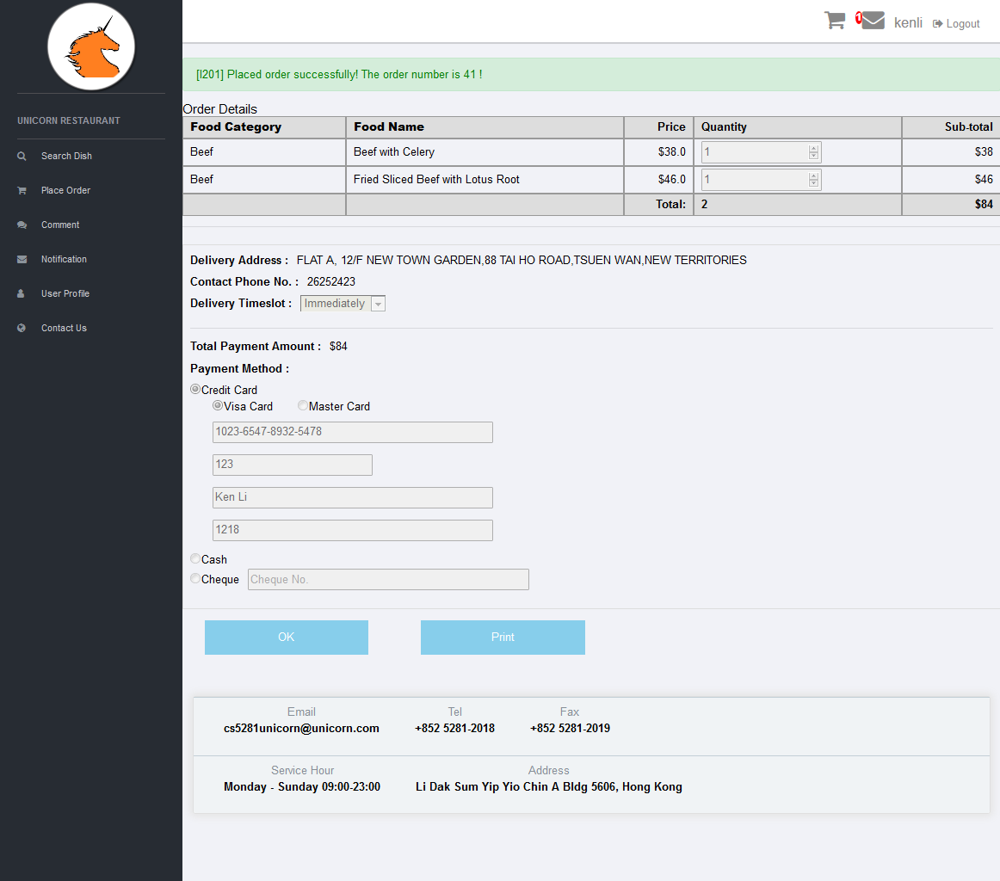 1 kenli Logout
[I201] Placed order successfully! The order number is 41 !
UNICORN RESTAURANT
Search Dish
Place Order
Comment
Notification
User Profile
Contact Us
Order Details
Food Category Food Name Price Quantity Sub-total
Beef Beef with Celery $38.0 1 $38
Beef Fried Sliced Beef with Lotus Root $46.0 1 $46
Total: 2 $84
Delivery Address : FLAT A, 12/F NEW TOWN GARDEN,88 TAI HO ROAD,TSUEN WAN,NEW TERRITORIES
Contact Phone No. : 26252423
Delivery Timeslot : Immediately
Total Payment Amount : $84
Payment Method :
Credit Card
Visa Card Master Card
1023-6547-8932-5478
123
Ken Li
1218
Cash
Cheque Cheque No.
OK Print
Email Tel Fax
cs5281unicorn@unicorn.com +852 5281-2018 +852 5281-2019
Service Hour Address
Monday - Sunday 09:00-23:00 Li Dak Sum Yip Yio Chin A Bldg 5606, Hong Kong